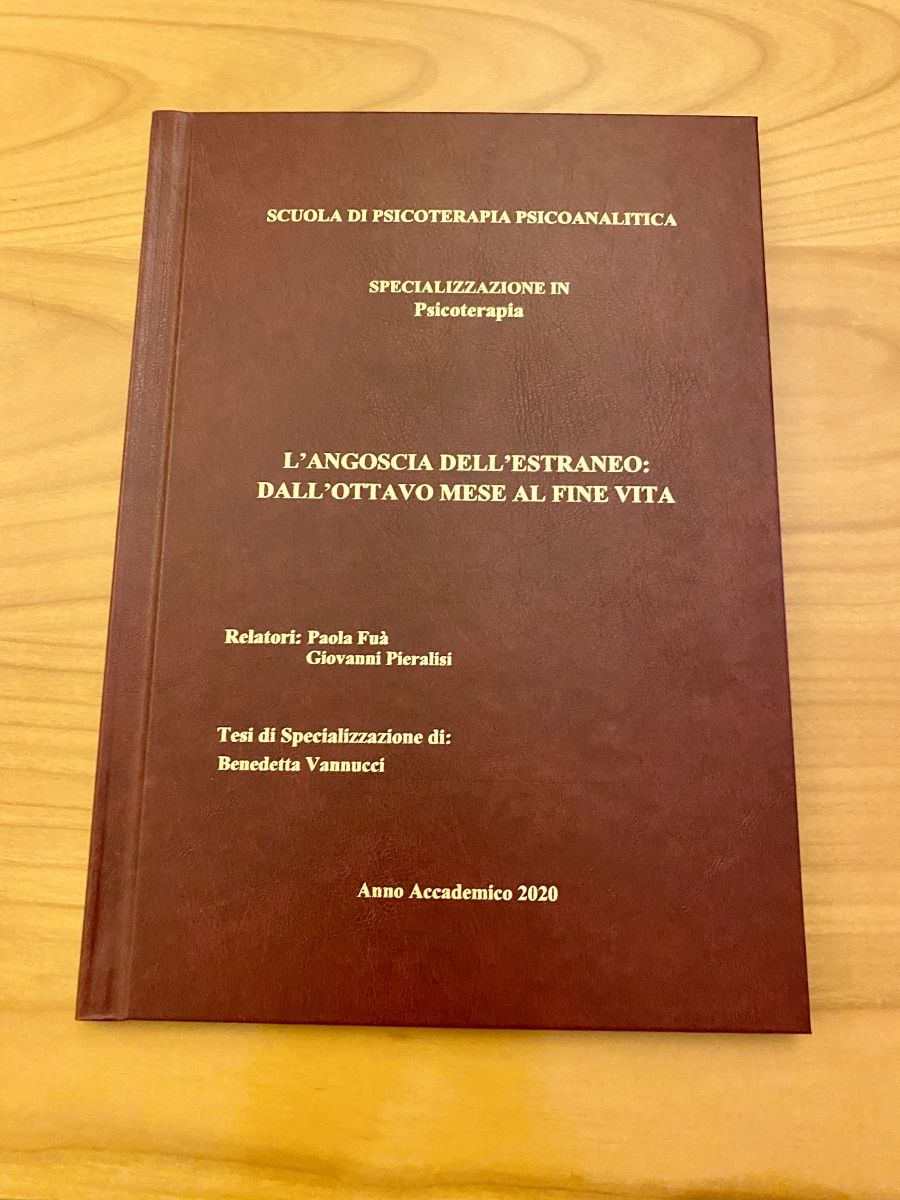 SCUOLA DI PSICOTERAPIA PSICOANALITICA
SPECIALIZZAZIONE IN
Psicoterapia
L’ANGOSCIA DELL’ESTRANEO:
DALL’OTTAVO MESE AL FINE VITA
Relatori: Paola Fuà
Giovanni Pieralisi
Tesi di Specializzazione di:
Benedetta Vannucci
Anno Accademico 2020